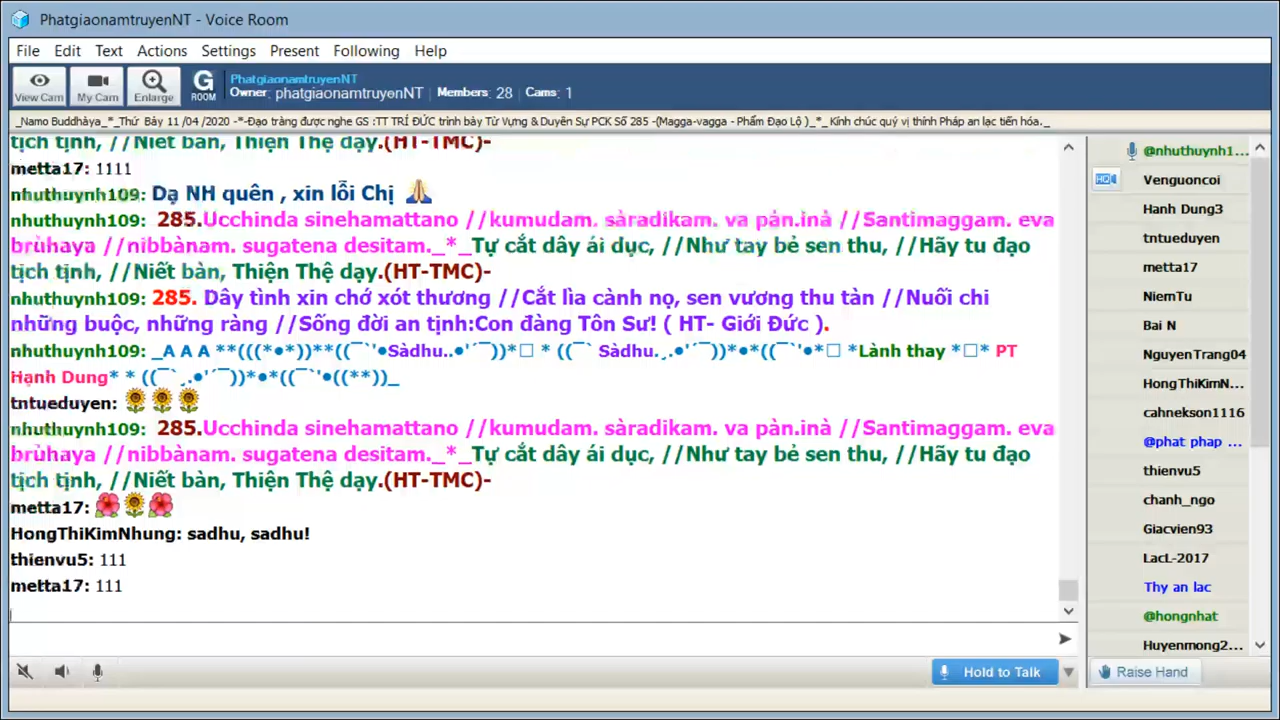 PhatgiaonamtruyenNT - Voice Room
File Edit Text Actions Settings Present Following Help
View Cam My Cam Enlarge G ROOM
PhatgiaonamtruyenNT
Owner: phatgiaonamtruyenNT Members: 28 Cams: 1
_Namo Buddhàya_*_Thứ Bảy 11 /04 /2020 -*-Đạo tràng được nghe GS :TT TRÍ ĐỨC trình bày Từ Vựng & Duyên Sự PCK Số 285 -(Magga-vagga - Phẩm Đạo Lộ )_*_ Kính chúc quý vị thính Pháp an lạc tiến hóa._
tịch tịnh, //Niết bàn, Thiện Thệ dạy.(HT-TMC)-
metta17: 1111
nhuthuynh109: Dạ NH quên , xin lỗi Chị 🙏
nhuthuynh109: 285.Ucchinda sinehamattano //kumudam. sàradikam. va pàn.inà //Santimaggam. eva
brùhaya //nibbànam. sugatena desitam._*_Tự cắt dây ái dục, //Như tay bẻ sen thu, //Hãy tu đạo
tịch tịnh, //Niết bàn, Thiện Thệ dạy.(HT-TMC)-
nhuthuynh109: 285. Dây tình xin chớ xót thương //Cắt lìa cành nọ, sen vương thu tàn //Nuối chi
những buộc, những ràng //Sống đời an tịnh:Con đàng Tôn Sư! ( HT- Giới Đức ).
nhuthuynh109: _A A A **(((•●•))**((¯`'●Sàdhu..●'´¯))*□ * ((¯` Sàdhu.¸.●'´¯))*●*((¯`'●*□ *Lành thay *□* PT
Hạnh Dung* * ((¯`¸.●'´¯))*●*((¯`'●((**))_
tntueduyen: 🌻🌻🌻
nhuthuynh109: 285.Ucchinda sinehamattano //kumudam. sàradikam. va pàn.inà //Santimaggam. eva
brùhaya //nibbànam. sugatena desitam._*_Tự cắt dây ái dục, //Như tay bẻ sen thu, //Hãy tu đạo
tịch tịnh, //Niết bàn, Thiện Thệ dạy.(HT-TMC)-
metta17: 🌺🌻🌺
HongThiKimNhung: sadhu, sadhu!
thienvu5: 111
metta17: 111
Hold to Talk
@nhuthuynh1...
HD
Venguoncoi
Hanh Dung3
tntueduyen
metta17
NiemTu
Bai N
NguyenTrang04
HongThiKimN...
cahnekson1116
@phat phap ...
thienvu5
chanh_ngo
Giacvien93
LacL-2017
Thy an lac
@hongnhat
Huyenmong2...
Raise Hand